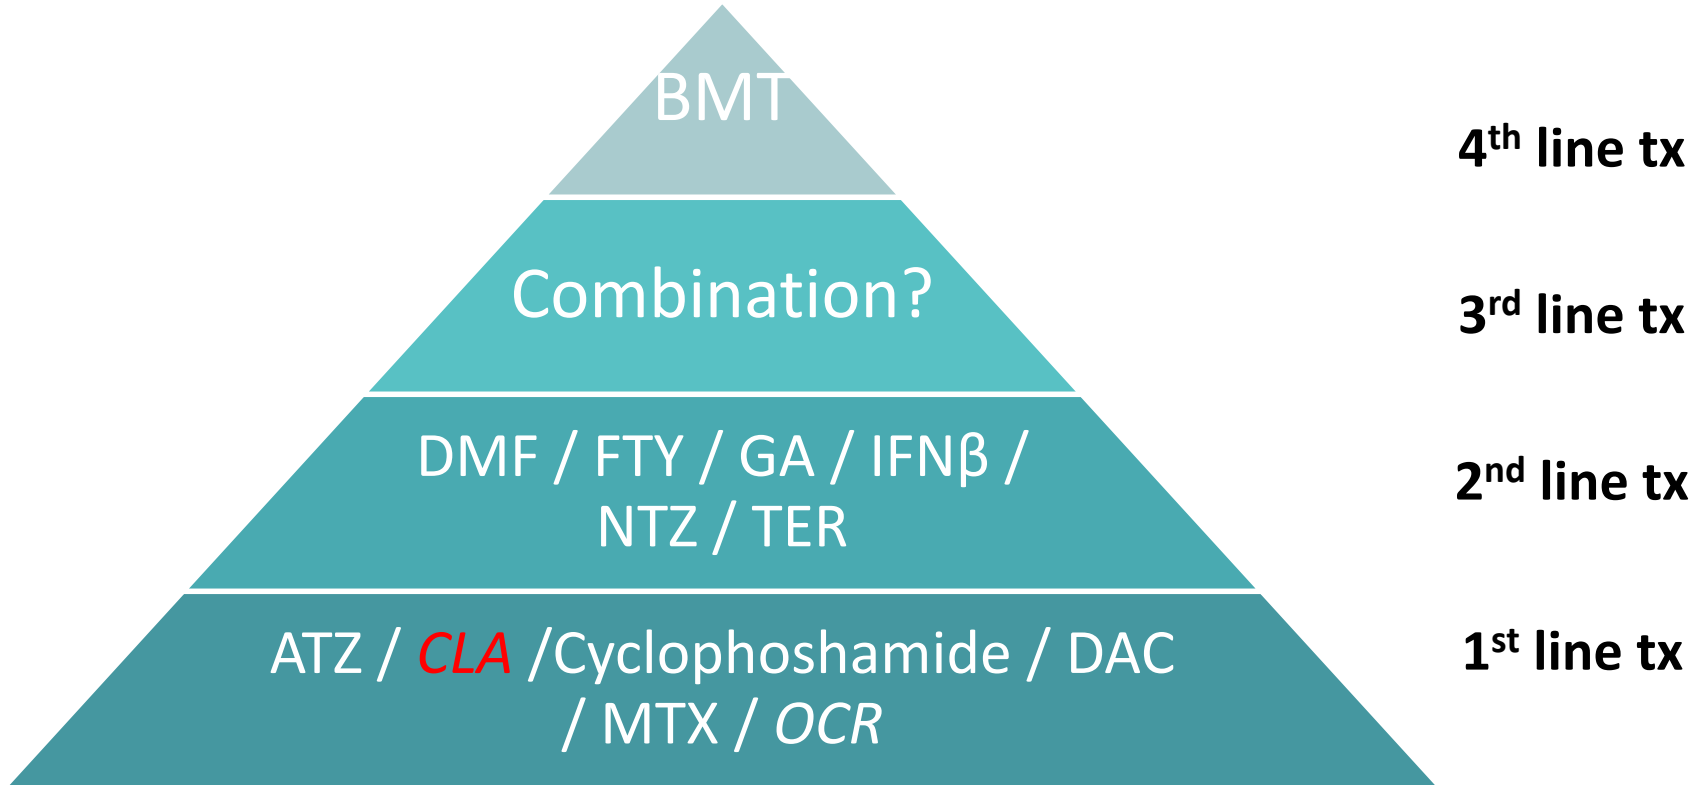 BMT
4th line tx
Combination?
3rd line tx
DMF / FTY / GA / IFNβ /
NTZ / TER
2nd line tx
ATZ / CLA /Cyclophoshamide / DAC
/ MTX / OCR
1st line tx